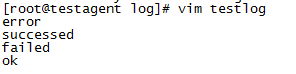 [root@testagent log]# vim testlog
error
successed
failed
ok